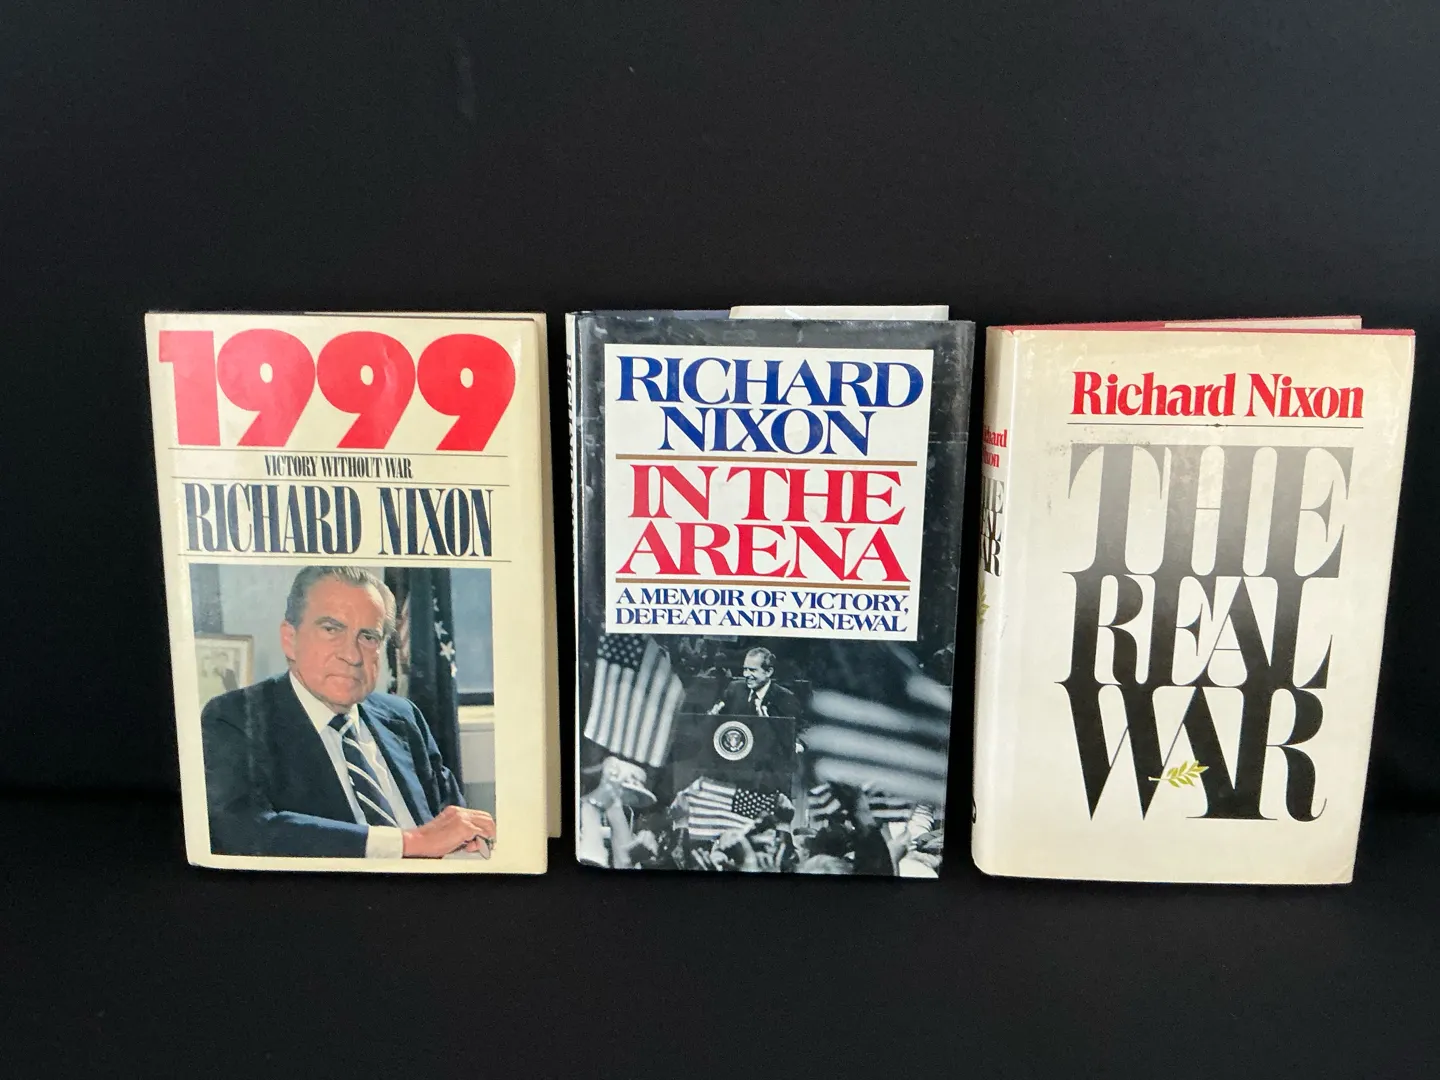 1999
VICTORY WITHOUT WAR
RICHARD NIXON
RICHARD
NIXON
IN THE
ARENA
A MEMOIR OF VICTORY,
DEFEAT AND RENEWAL
Richard Nixon
THE
REAL
WAR